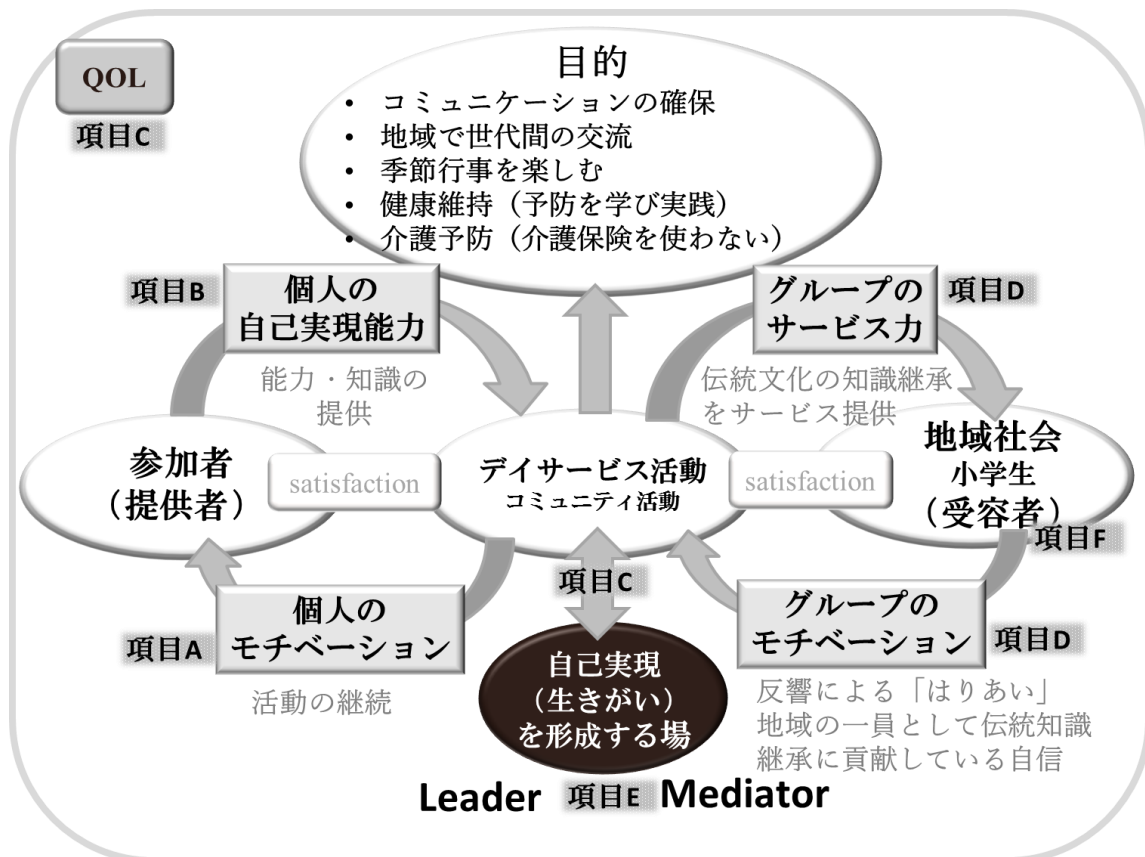 QOL
項目C
目的
• コミュニケーションの確保
• 地域で世代間の交流
• 季節行事を楽しむ
• 健康維持（予防を学び実践）
• 介護予防（介護保険を使わない）
項目B
個人の
自己実現能力
グループの
サービス力
項目D
能力・知識の
提供
伝統文化の知識継承
をサービス提供
参加者
（提供者）
satisfaction
デイサービス活動
コミュニティ活動
satisfaction
地域社会
小学生
（受容者）
項目F
項目C
項目A
個人の
モチベーション
活動の継続
グループの
モチベーション
項目D
反響による「はりあい」
地域の一員として伝統知識
継承に貢献している自信
自己実現
（生きがい）
を形成する場
Leader 項目E Mediator